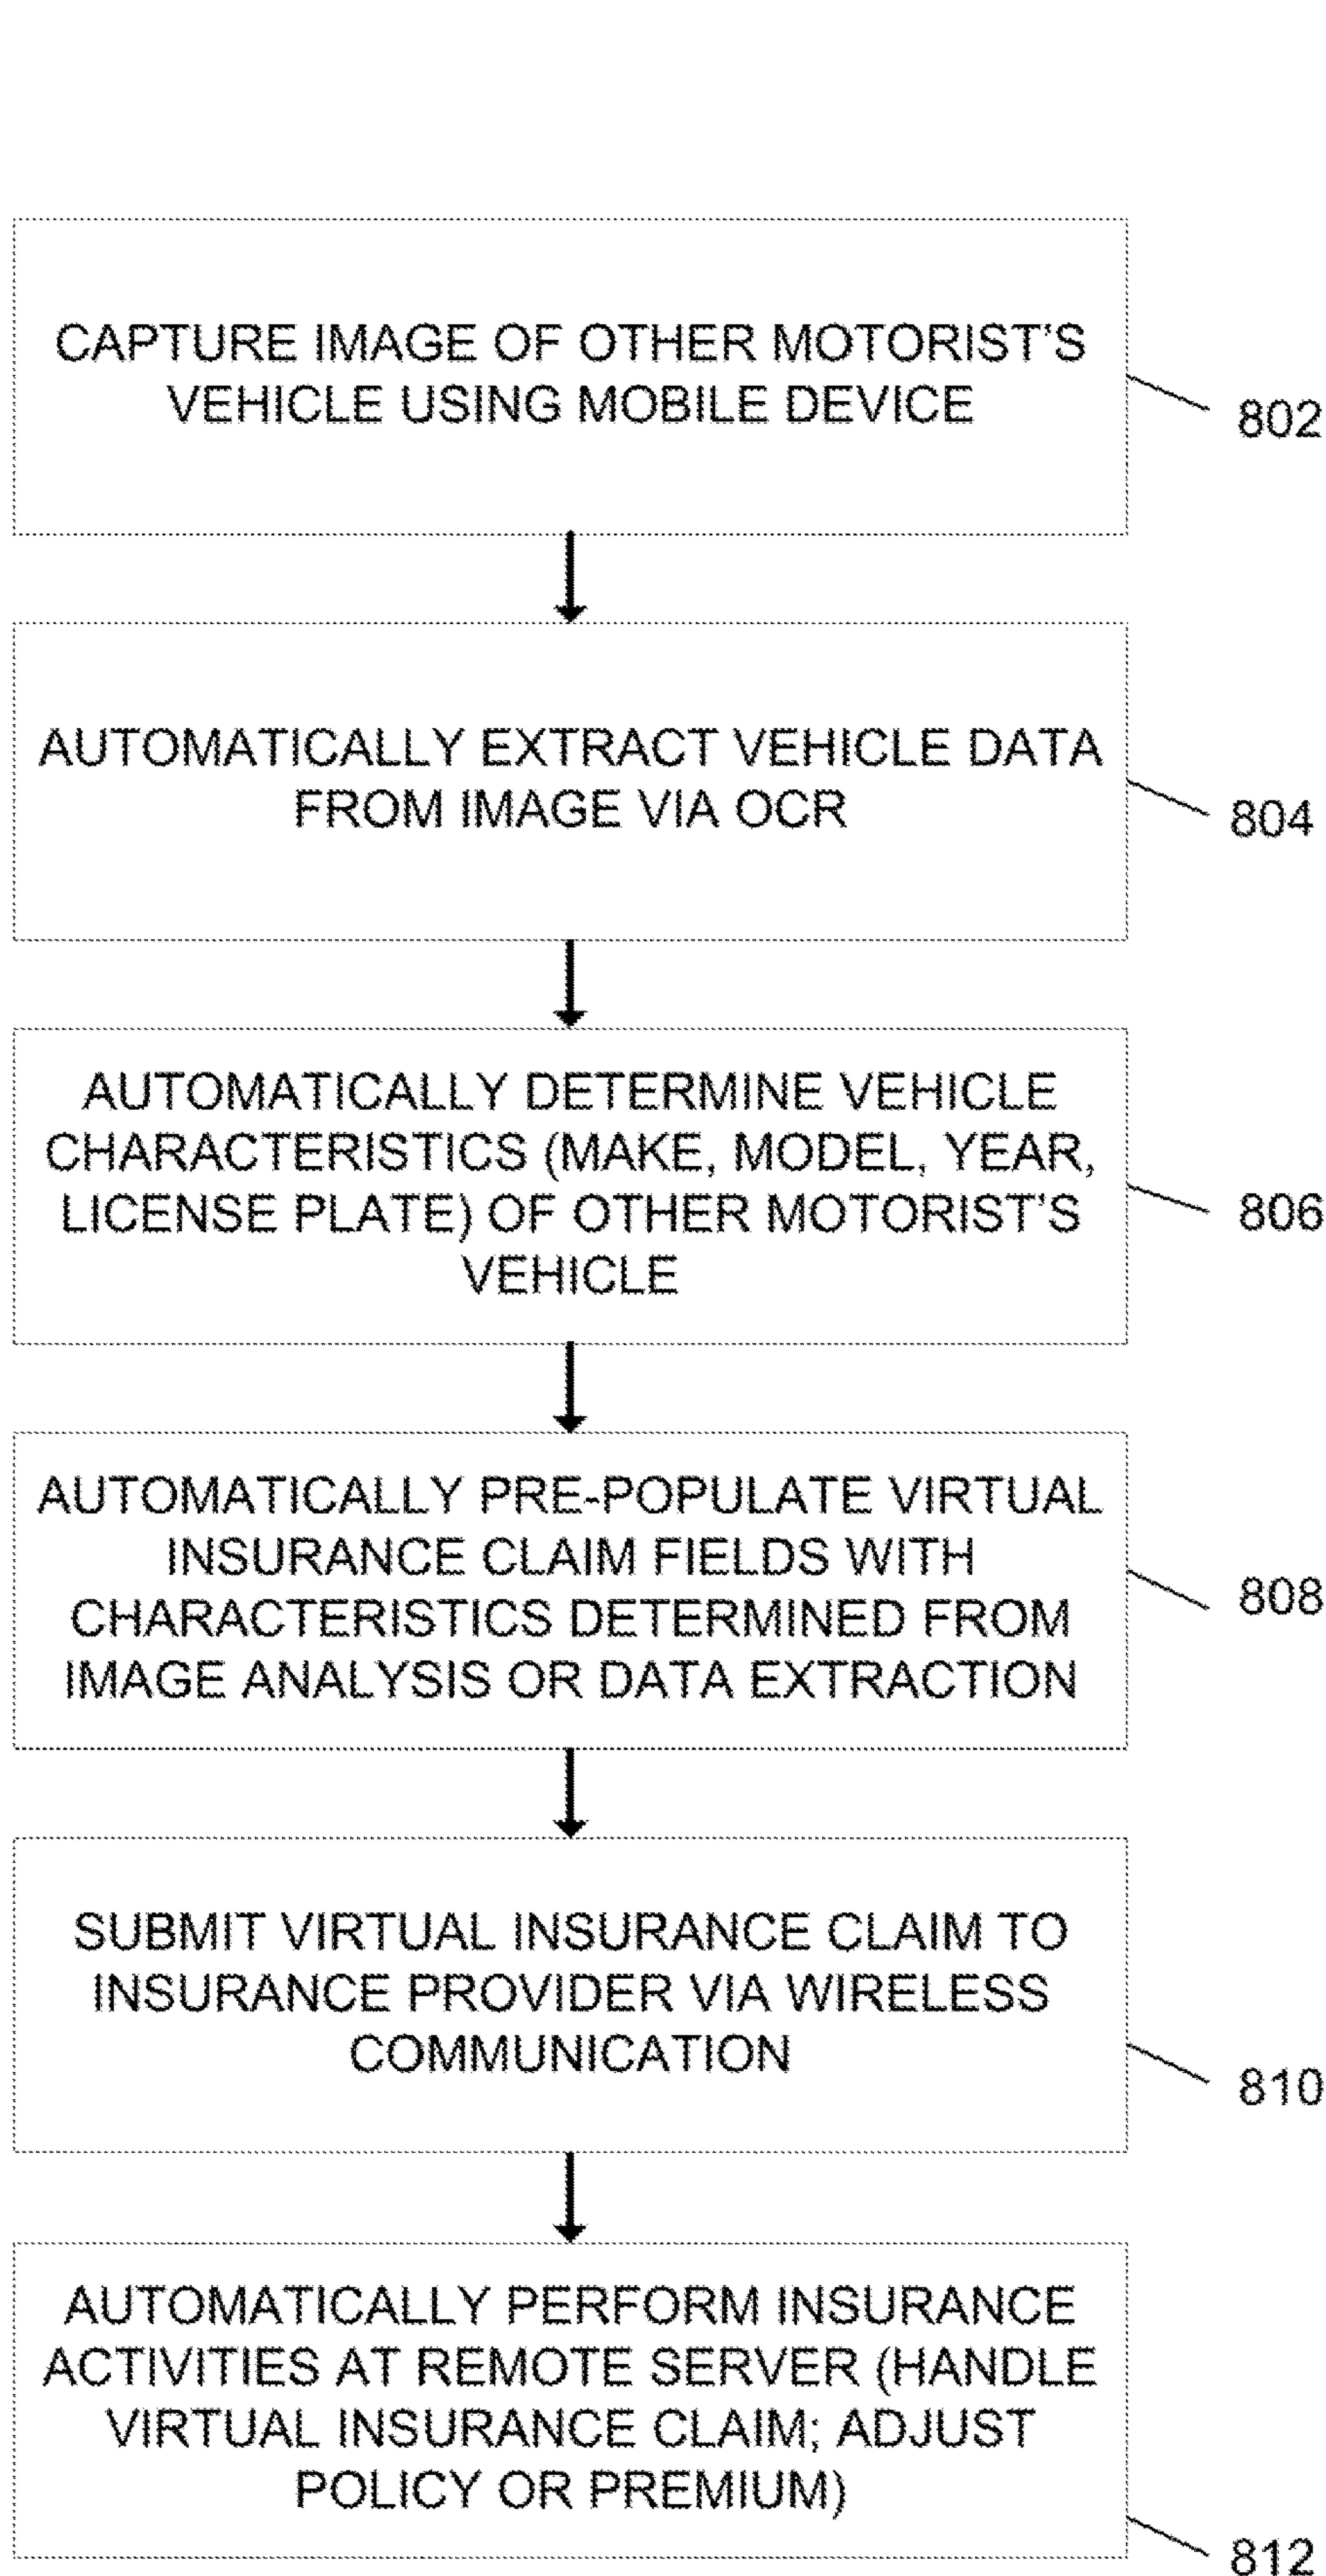 CAPTURE IMAGE OF OTHER MOTORIST'S
VEHICLE USING MOBILE DEVICE
802
AUTOMATICALLY EXTRACT VEHICLE DATA
FROM IMAGE VIA OCR
804
AUTOMATICALLY DETERMINE VEHICLE
CHARACTERISTICS (MAKE, MODEL, YEAR,
LICENSE PLATE) OF OTHER MOTORIST'S
VEHICLE
806
AUTOMATICALLY PRE-POPULATE VIRTUAL
INSURANCE CLAIM FIELDS WITH
CHARACTERISTICS DETERMINED FROM
IMAGE ANALYSIS OR DATA EXTRACTION
808
SUBMIT VIRTUAL INSURANCE CLAIM TO
INSURANCE PROVIDER VIA WIRELESS
COMMUNICATION
810
AUTOMATICALLY PERFORM INSURANCE
ACTIVITIES AT REMOTE SERVER (HANDLE
VIRTUAL INSURANCE CLAIM; ADJUST
POLICY OR PREMIUM)
812